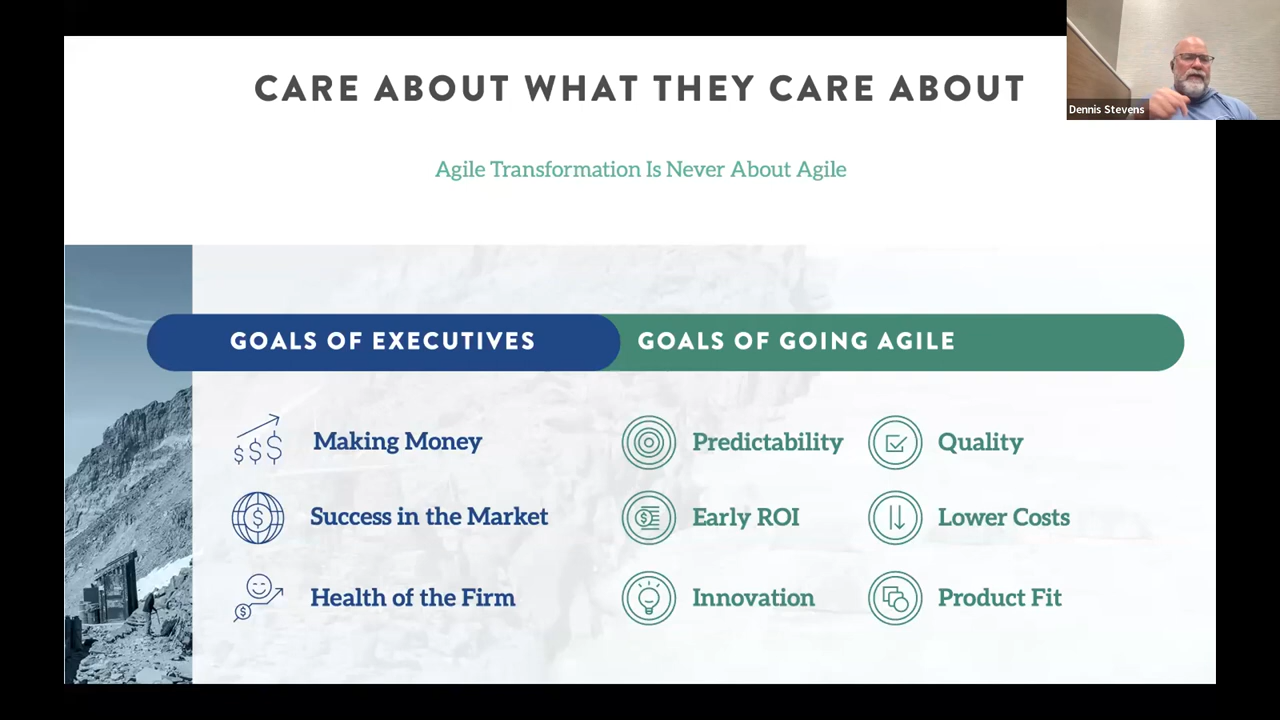 CARE ABOUT WHAT THEY CARE ABOUT
Dennis Stevens
Agile Transformation Is Never About Agile
GOALS OF EXECUTIVES
GOALS OF GOING AGILE
$$$ Making Money
Predictability
Quality
$ Success in the Market
$ Early ROI
Lower Costs
$ Health of the Firm
Innovation
Product Fit